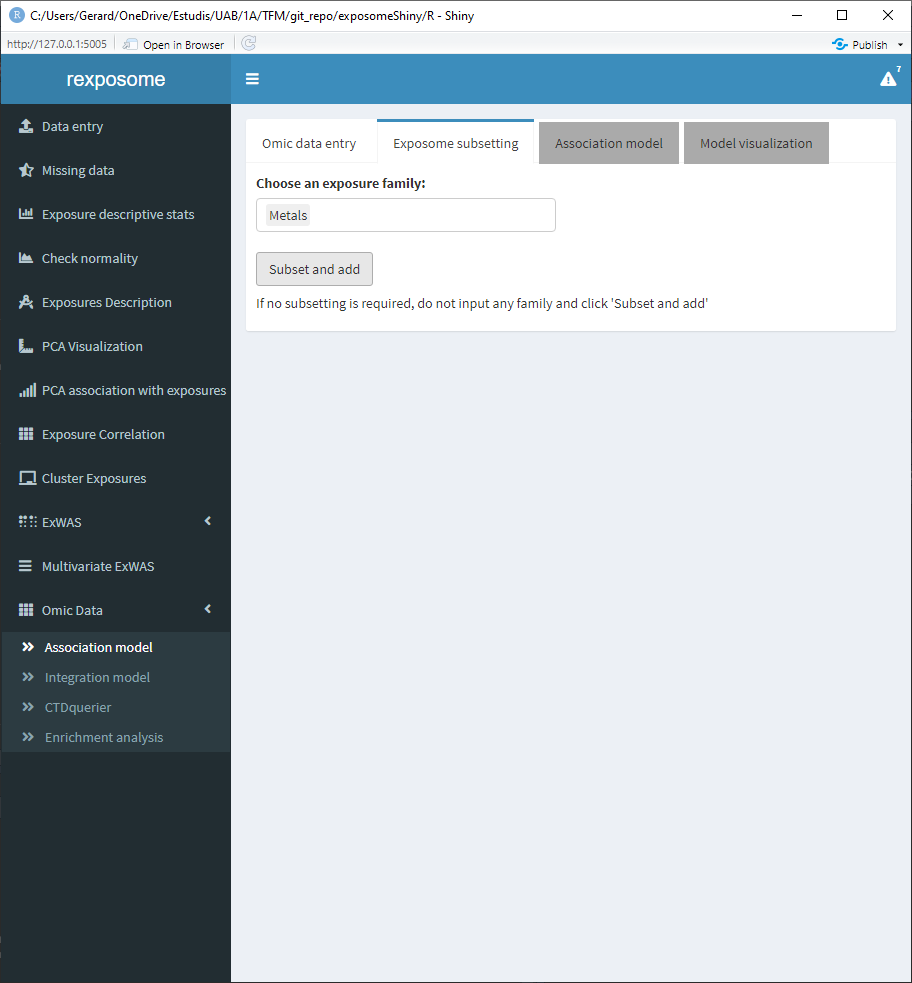 C:/Users/Gerard/OneDrive/Estudis/UAB/1A/TFM/git_repo/exposomeShiny/R - Shiny
http://127.0.0.1:5005
Open in Browser
Publish
rexposome
7
Data entry
Missing data
Exposure descriptive stats
Check normality
Exposures Description
PCA Visualization
PCA association with exposures
Exposure Correlation
Cluster Exposures
ExWAS
Multivariate ExWAS
Omic Data
Association model
Integration model
CTDquerier
Enrichment analysis
Omic data entry
Exposome subsetting
Association model
Model visualization
Choose an exposure family:
Metals
Subset and add
If no subsetting is required, do not input any family and click 'Subset and add'